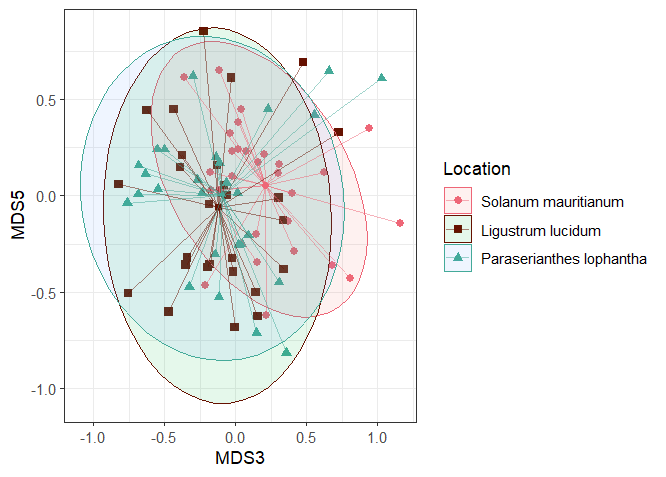 0.5
0.0
-0.5
-1.0
MDS5
-1.0 -0.5 0.0 0.5 1.0
MDS3
Location
Solanum mauritianum
Ligustrum lucidum
Paraserianthes lophantha